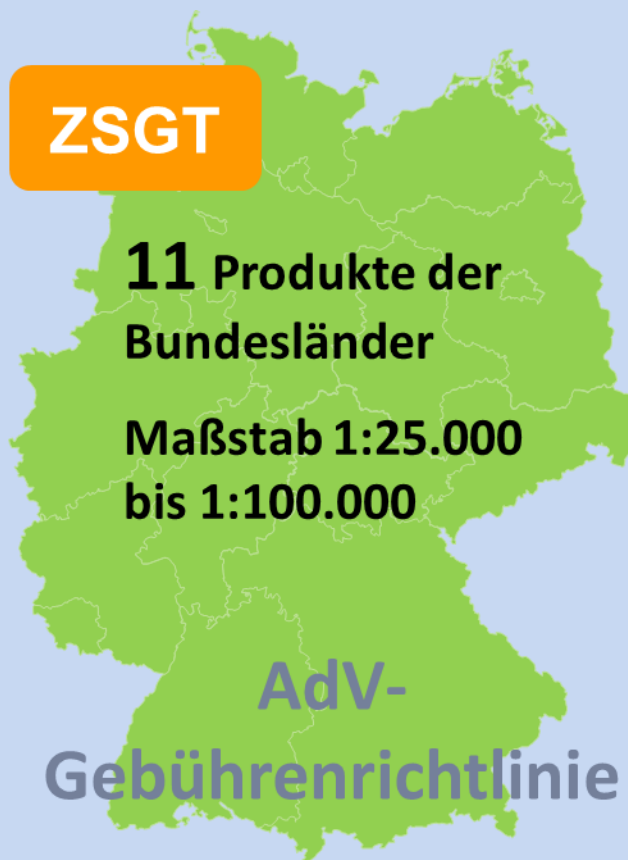 ZSGT
11 Produkte der
Bundesländer
Maßstab 1:25.000
bis 1:100.000
AdV-
Gebührenrichtlinie